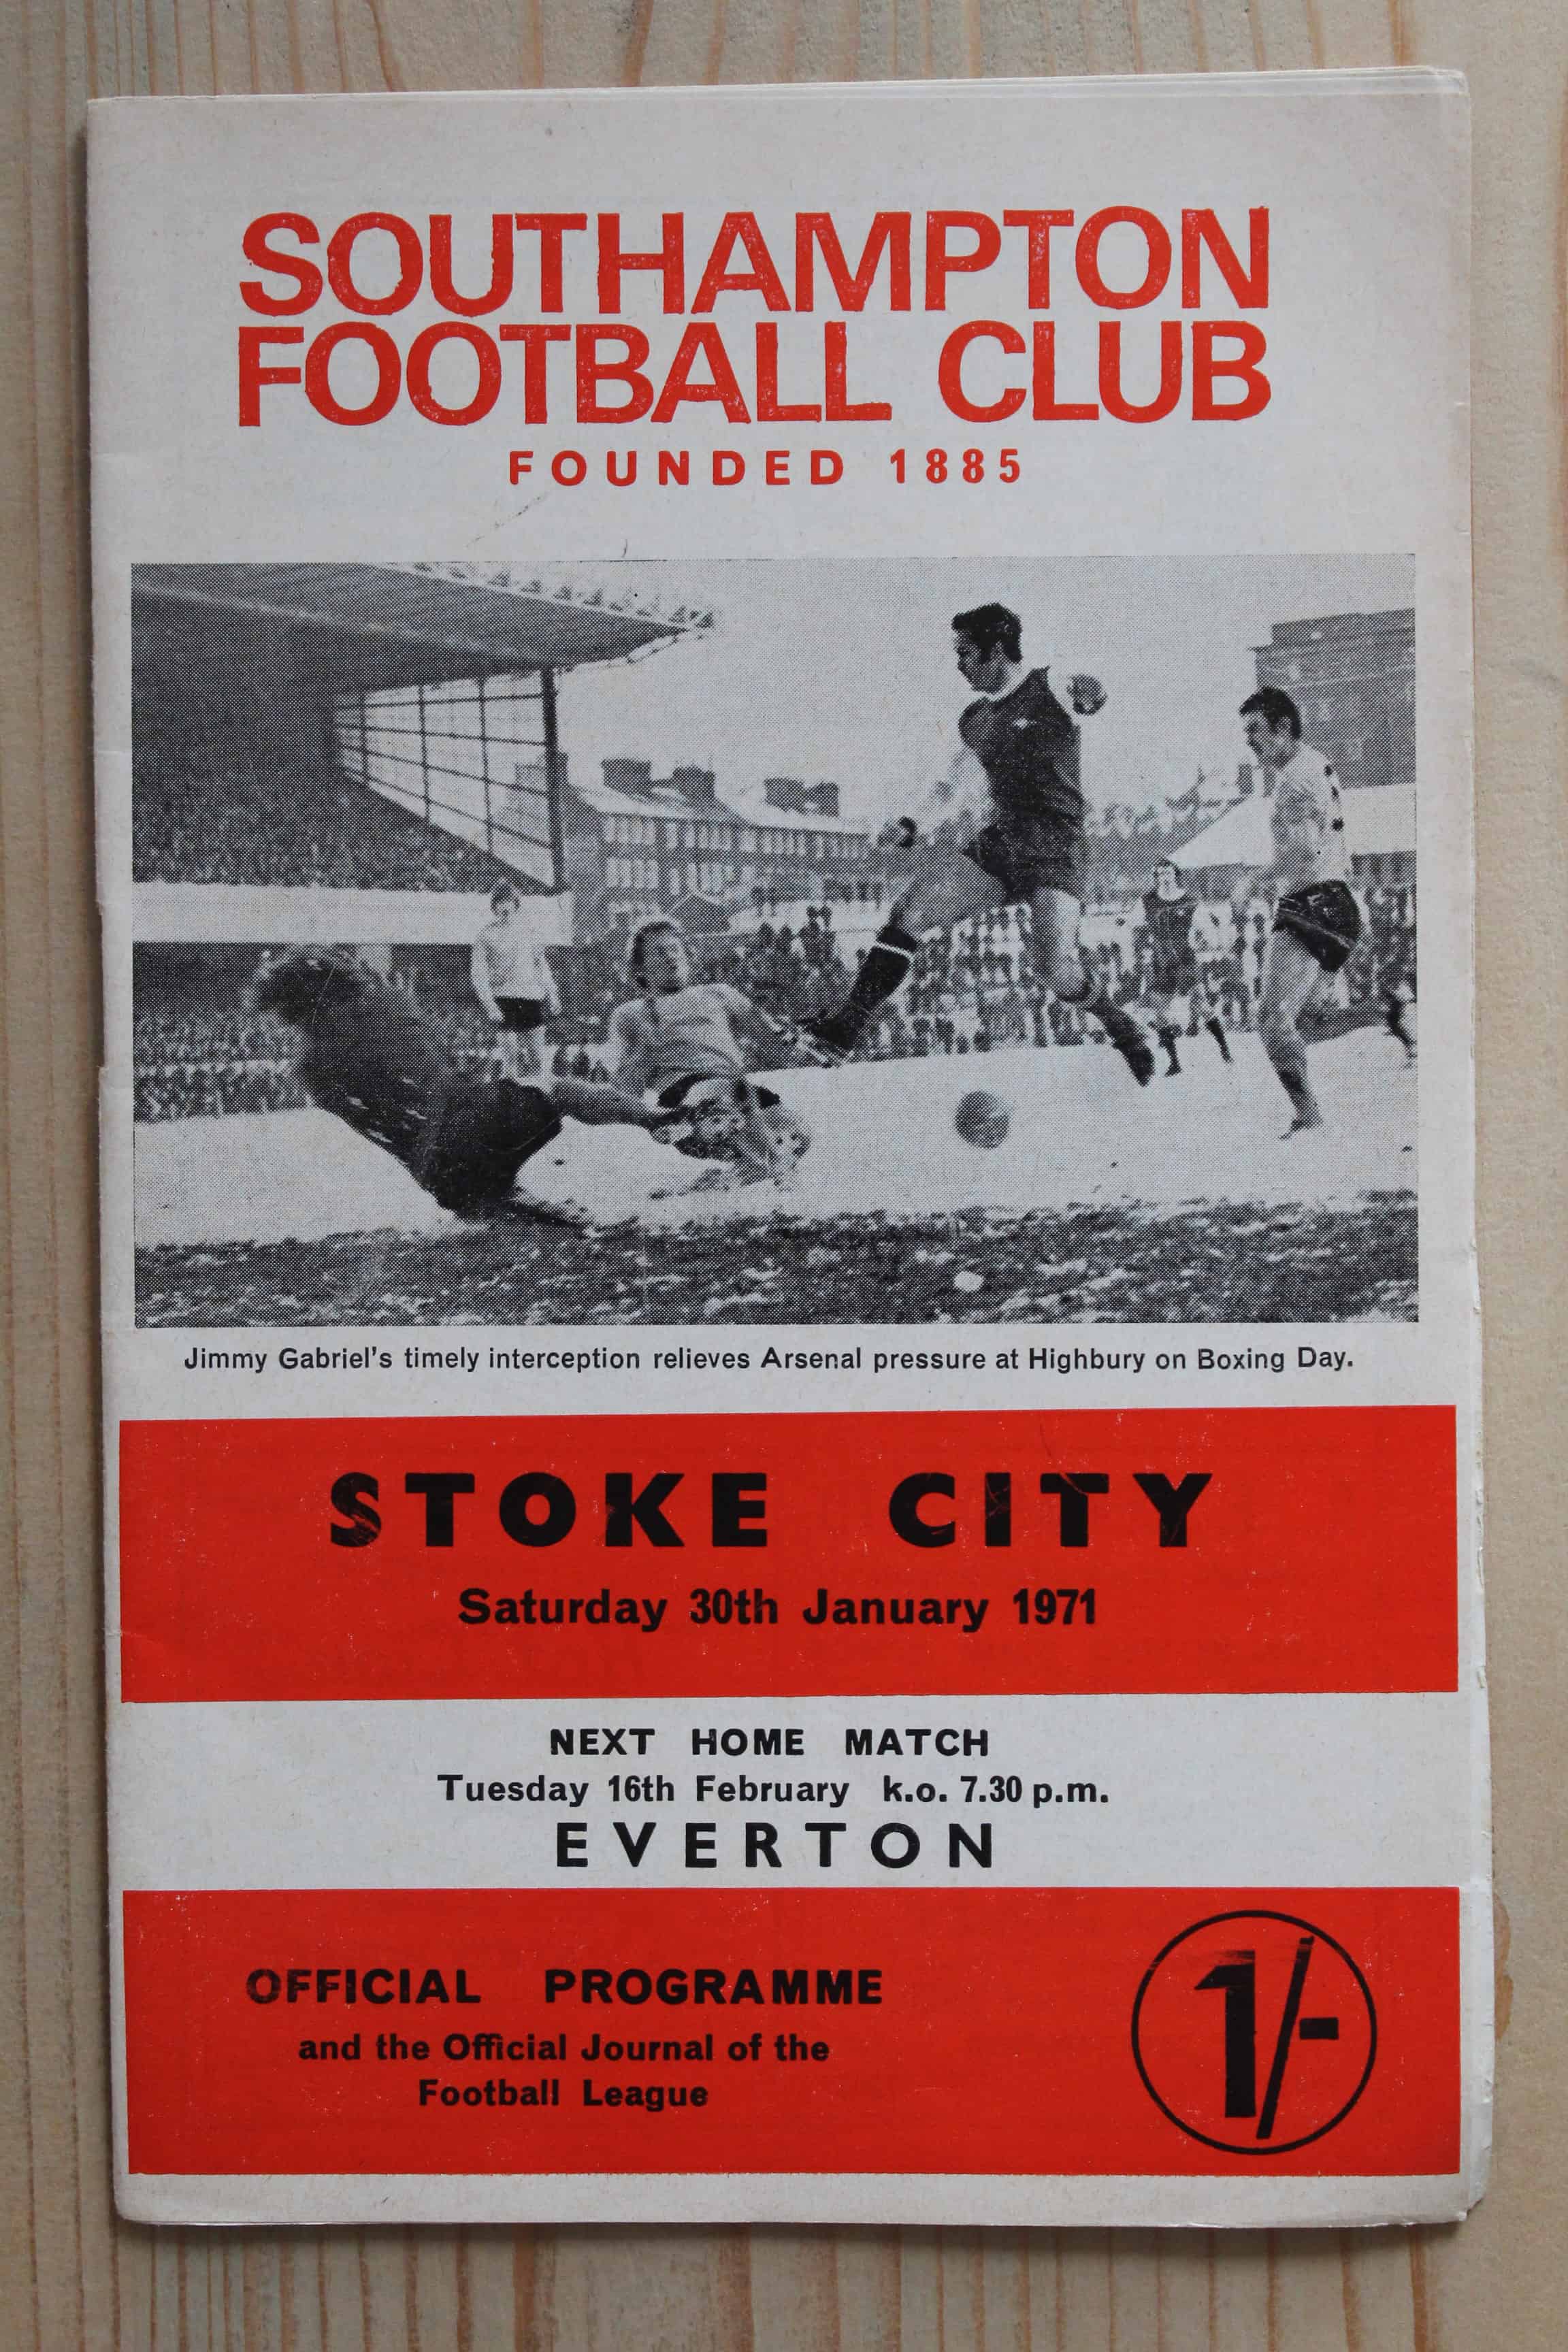 SOUTHAMPTON
FOOTBALL CLUB
FOUNDED 1885
Jimmy Gabriel's timely interception relieves Arsenal pressure at Highbury on Boxing Day.
STOKE CITY
Saturday 30th January 1971
NEXT HOME MATCH
Tuesday 16th February k.o. 7.30 p.m.
EVERTON
OFFICIAL PROGRAMME
and the Official Journal of the
Football League
1/-